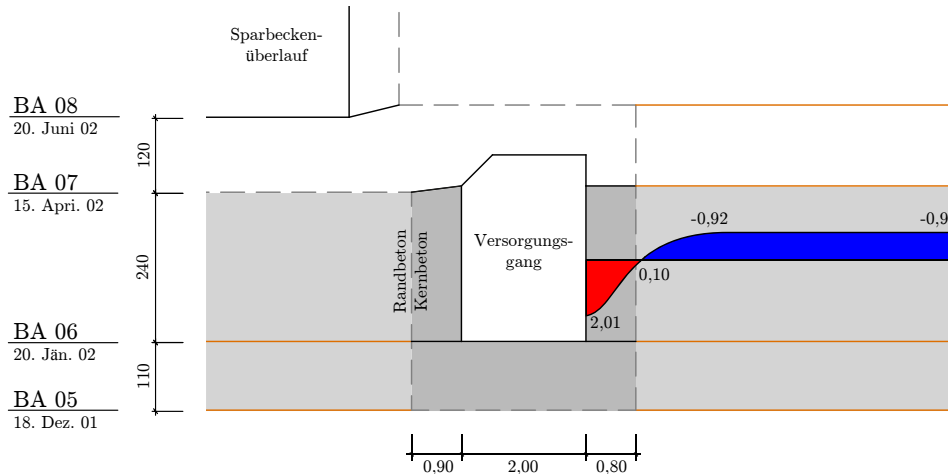 Sparbecken-
überlauf
BA 08
20. Juni 02
120
BA 07
15. Apri. 02
-0,92
-0,9
Randbeton
Kernbeton
Versorgungs-
gang
240
0,10
2,01
BA 06
20. Jän. 02
110
BA 05
18. Dez. 01
0,90
2,00
0,80